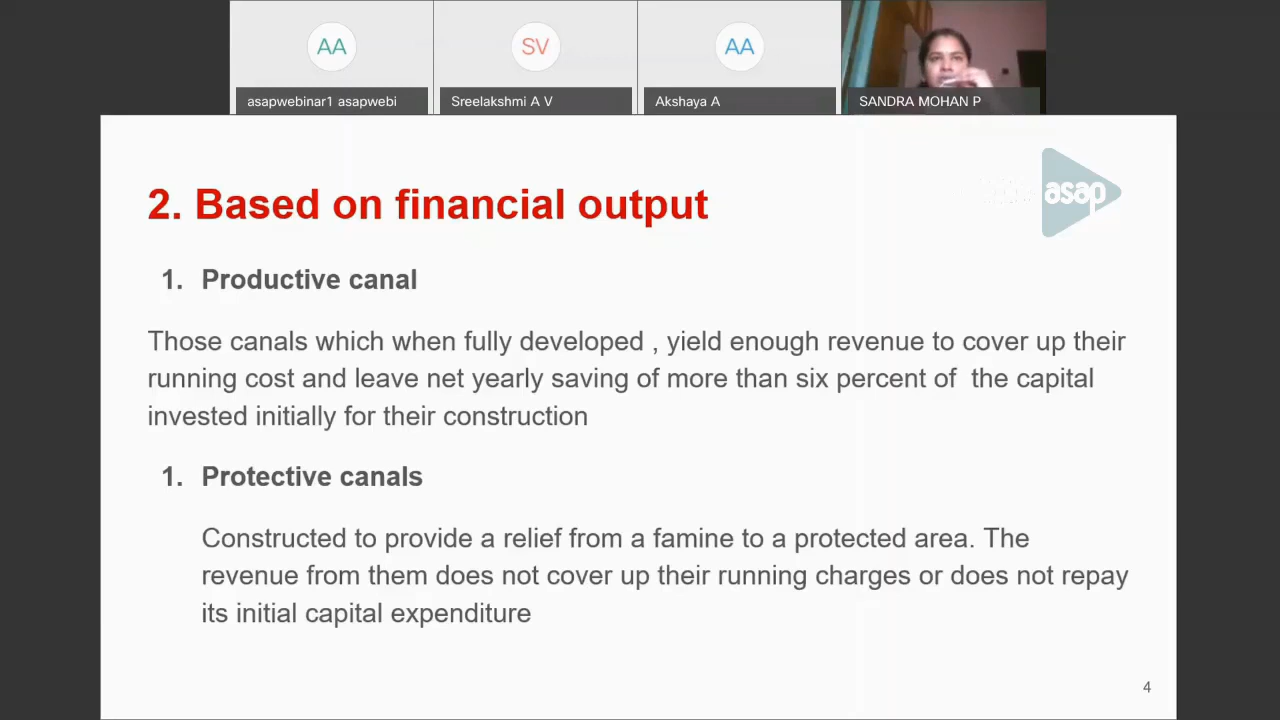 AA
SV
AA
asapwebinar1 asapwebi
Sreelakshmi A V
Akshaya A
SANDRA MOHAN P
asap
2. Based on financial output
1. Productive canal
Those canals which when fully developed , yield enough revenue to cover up their
running cost and leave net yearly saving of more than six percent of the capital
invested initially for their construction
1. Protective canals
Constructed to provide a relief from a famine to a protected area. The
revenue from them does not cover up their running charges or does not repay
its initial capital expenditure
4